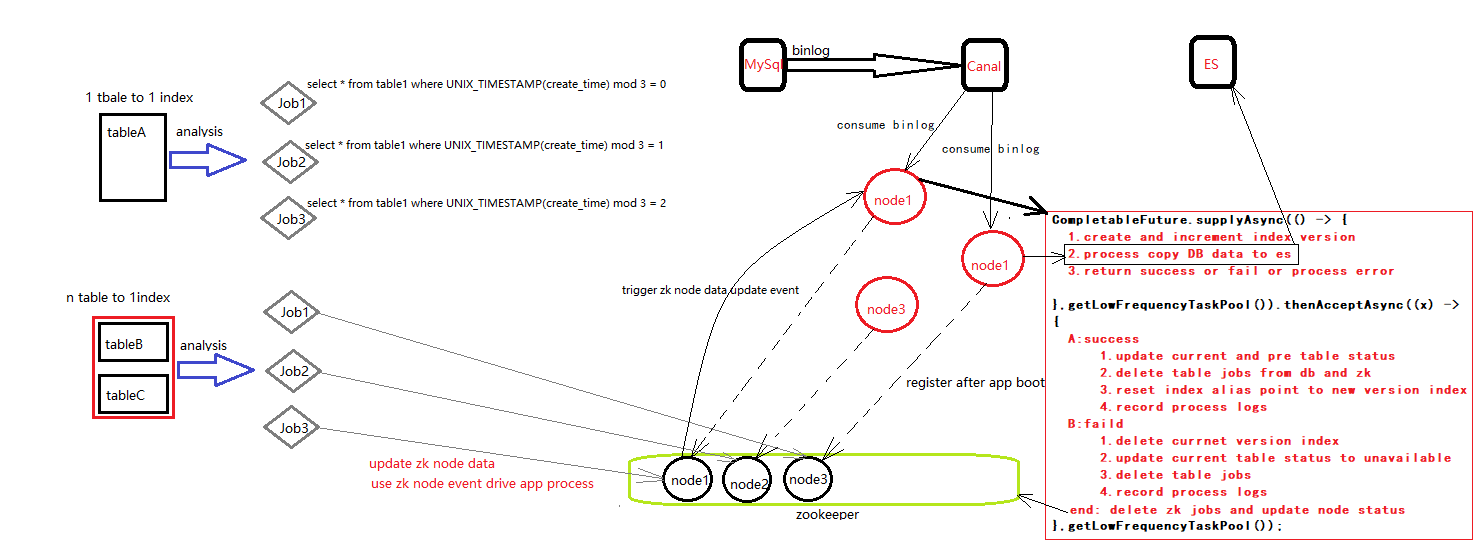 1 tbale to 1 index
tableA
analysis
Job1
select * from table1 where UNIX_TIMESTAMP(create_time) mod 3 = 0
Job2
select * from table1 where UNIX_TIMESTAMP(create_time) mod 3 = 1
Job3
select * from table1 where UNIX_TIMESTAMP(create_time) mod 3 = 2
n table to 1index
tableB
tableC
analysis
Job1
Job2
Job3
update zk node data
use zk node event drive app process
MySql
binlog
Canal
ES
consume binlog
consume binlog
node1
node1
node3
trigger zk node data update event
register after app boot
node1
node2
node3
zookeeper
CompletableFuture.supplyAsync(() -> {
1.create and increment index version
2.process copy DB data to es
3.return success or fail or process error
},getLowFrequencyTaskPool()).thenAcceptAsync((x) ->
{
A:success
1.update current and pre table status
2.delete table jobs from db and zk
3.reset index alias point to new version index
4.record process logs
B:faild
1.delete currnet version index
2.update current table status to unavailable
3.delete table jobs
4.record process logs
end: delete zk jobs and update node status
},getLowFrequencyTaskPool());